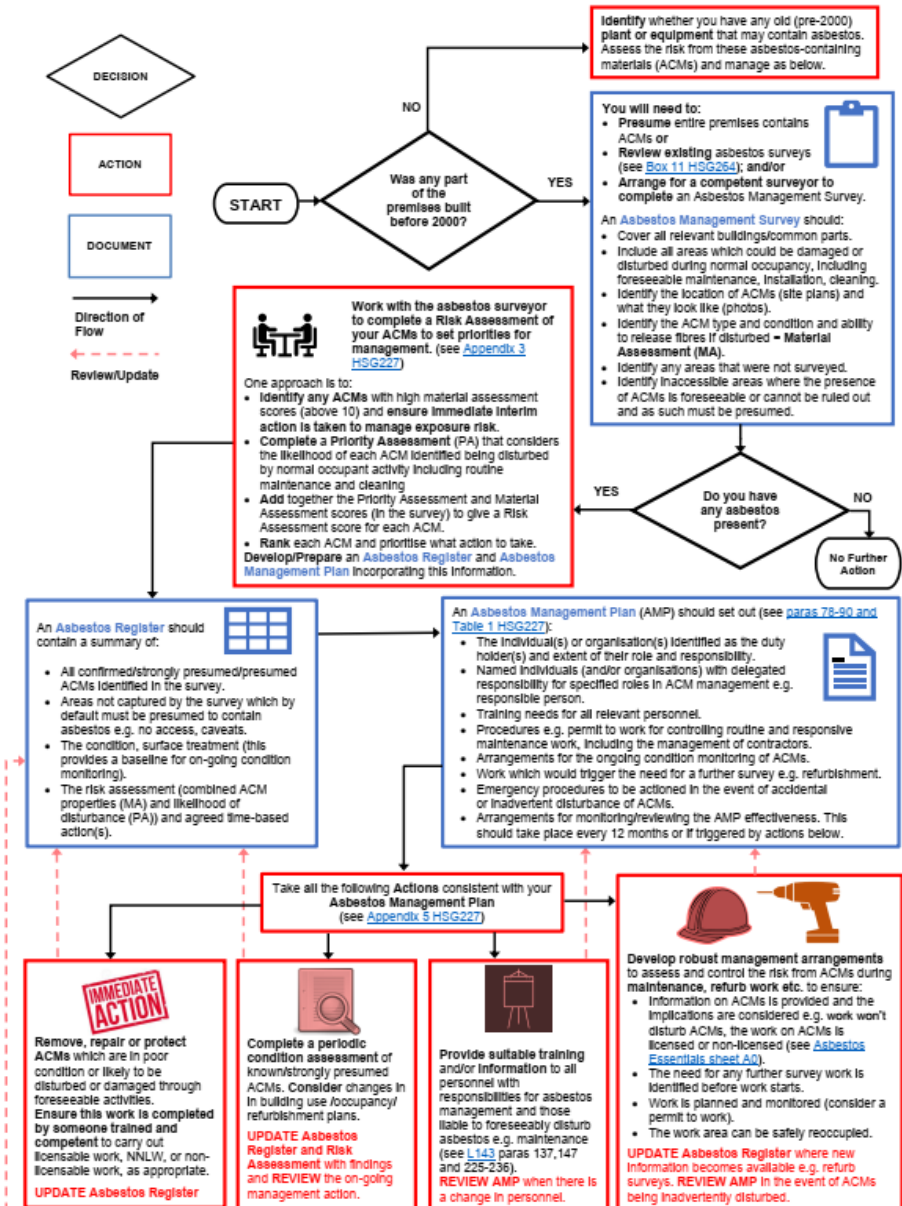 Identify whether you have any old (pre-2000)
plant or equipment that may contain asbestos.
Assess the risk from these asbestos-containing
materials (ACMs) and manage as below.
DECISION
NO
ACTION
START
Was any part
of the
premises built
before 2000?
YES
You will need to:
• Presume entire premises contains
ACMs or
• Review existing asbestos surveys
(see Box 11 HSG264); and/or
• Arrange for a competent surveyor to
complete an Asbestos Management Survey.
An Asbestos Management Survey should:
• Cover all relevant buildings/common parts.
• Include all areas which could be damaged or
disturbed during normal occupancy, including
foreseeable maintenance, installation, cleaning.
• Identify the location of ACMs (site plans) and
what they look like (photos).
• Identify the ACM type and condition and ability
to release fibres if disturbed – Material
Assessment (MA).
• Identify any areas that were not surveyed.
• Identify inaccessible areas where the presence
of ACMs is foreseeable or cannot be ruled out
and as such must be presumed.
DOCUMENT
Direction of
Flow
Review/Update
Work with the asbestos surveyor
to complete a Risk Assessment of
your ACMs to set priorities for
management. (see Appendix 3
HSG227)
One approach is to:
• Identify any ACMs with high material assessment
scores (above 10) and ensure immediate interim
action is taken to manage exposure risk.
• Complete a Priority Assessment (PA) that considers
the likelihood of each ACM identified being disturbed
by normal occupant activity including routine
maintenance and cleaning
• Add together the Priority Assessment and Material
Assessment scores (in the survey) to give a Risk
Assessment score for each ACM.
• Rank each ACM and prioritise what action to take.
Develop/Prepare an Asbestos Register and Asbestos
Management Plan incorporating this information.
YES
Do you have
any asbestos
present?
NO
No Further
Action
An Asbestos Register should
contain a summary of:
• All confirmed/strongly presumed/presumed
ACMs identified in the survey.
• Areas not captured by the survey which by
default must be presumed to contain
asbestos e.g. no access, caveats.
• The condition, surface treatment (this
provides a baseline for on-going condition
monitoring).
• The risk assessment (combined ACM
properties (MA) and likelihood of
disturbance (PA)) and agreed time-based
action(s).
An Asbestos Management Plan (AMP) should set out (see paras 78-90 and
Table 1 HSG227):
• The individual(s) or organisation(s) identified as the duty
holder(s) and extent of their role and responsibility.
• Named individuals (and/or organisations) with delegated
responsibility for specified roles in ACM management e.g.
responsible person.
• Training needs for all relevant personnel.
• Procedures e.g. permit to work for controlling routine and responsive
maintenance work, including the management of contractors.
• Arrangements for the ongoing condition monitoring of ACMs.
• Work which would trigger the need for a further survey e.g. refurbishment.
• Emergency procedures to be actioned in the event of accidental
or inadvertent disturbance of ACMs.
• Arrangements for monitoring/reviewing the AMP effectiveness. This
should take place every 12 months or if triggered by actions below.
Take all the following Actions consistent with your
Asbestos Management Plan
(see Appendix 5 HSG227)
IMMEDIATE
ACTION
Remove, repair or protect
ACMs which are in poor
condition or likely to be
disturbed or damaged through
foreseeable activities.
Ensure this work is completed
by someone trained and
competent to carry out
licensable work, NNLW, or non-
licensable work, as appropriate.
UPDATE Asbestos Register
Complete a periodic
condition assessment of
known/strongly presumed
ACMs. Consider changes in
in building use /occupancy/
refurbishment plans.
UPDATE Asbestos
Register and Risk
Assessment with findings
and REVIEW the on-going
management action.
Provide suitable training
and/or information to all
personnel with
responsibilities for asbestos
management and those
liable to foreseeably disturb
asbestos e.g. maintenance
(see L143 paras 137,147
and 225-236).
REVIEW AMP when there is
a change in personnel.
Develop robust management arrangements
to assess and control the risk from ACMs during
maintenance, refurb work etc. to ensure:
• Information on ACMs is provided and the
implications are considered e.g. work won't
disturb ACMs, the work on ACMs is
licensed or non-licensed (see Asbestos
Essentials sheet A0).
• The need for any further survey work is
identified before work starts.
• Work is planned and monitored (consider a
permit to work).
• The work area can be safely reoccupied.
UPDATE Asbestos Register where new
information becomes available e.g. refurb
surveys. REVIEW AMP in the event of ACMs
being inadvertently disturbed.